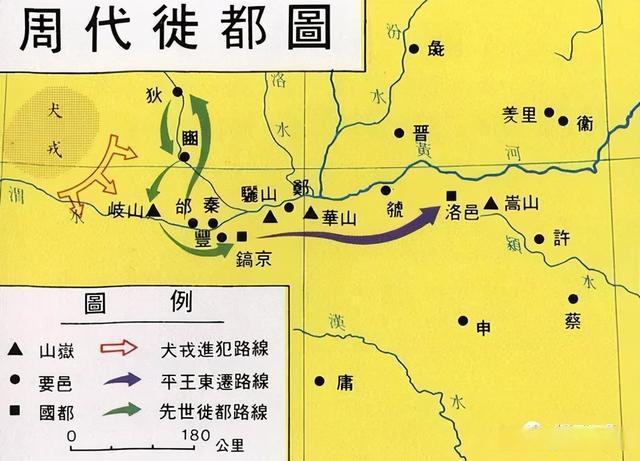 周代徙都圖
犬戎
狄
豳
洛水
汾水
彘
羑里
衛
晉
黃河
渭水
岐山
邰
秦
豐
鎬京
驪山
鄭
華山
虢
洛邑
嵩山
潁水
許
蔡
申
漢水
庸
圖例
山嶽
犬戎進犯路線
要邑
平王東遷路線
國都
先世徙都路線
0 180 公里